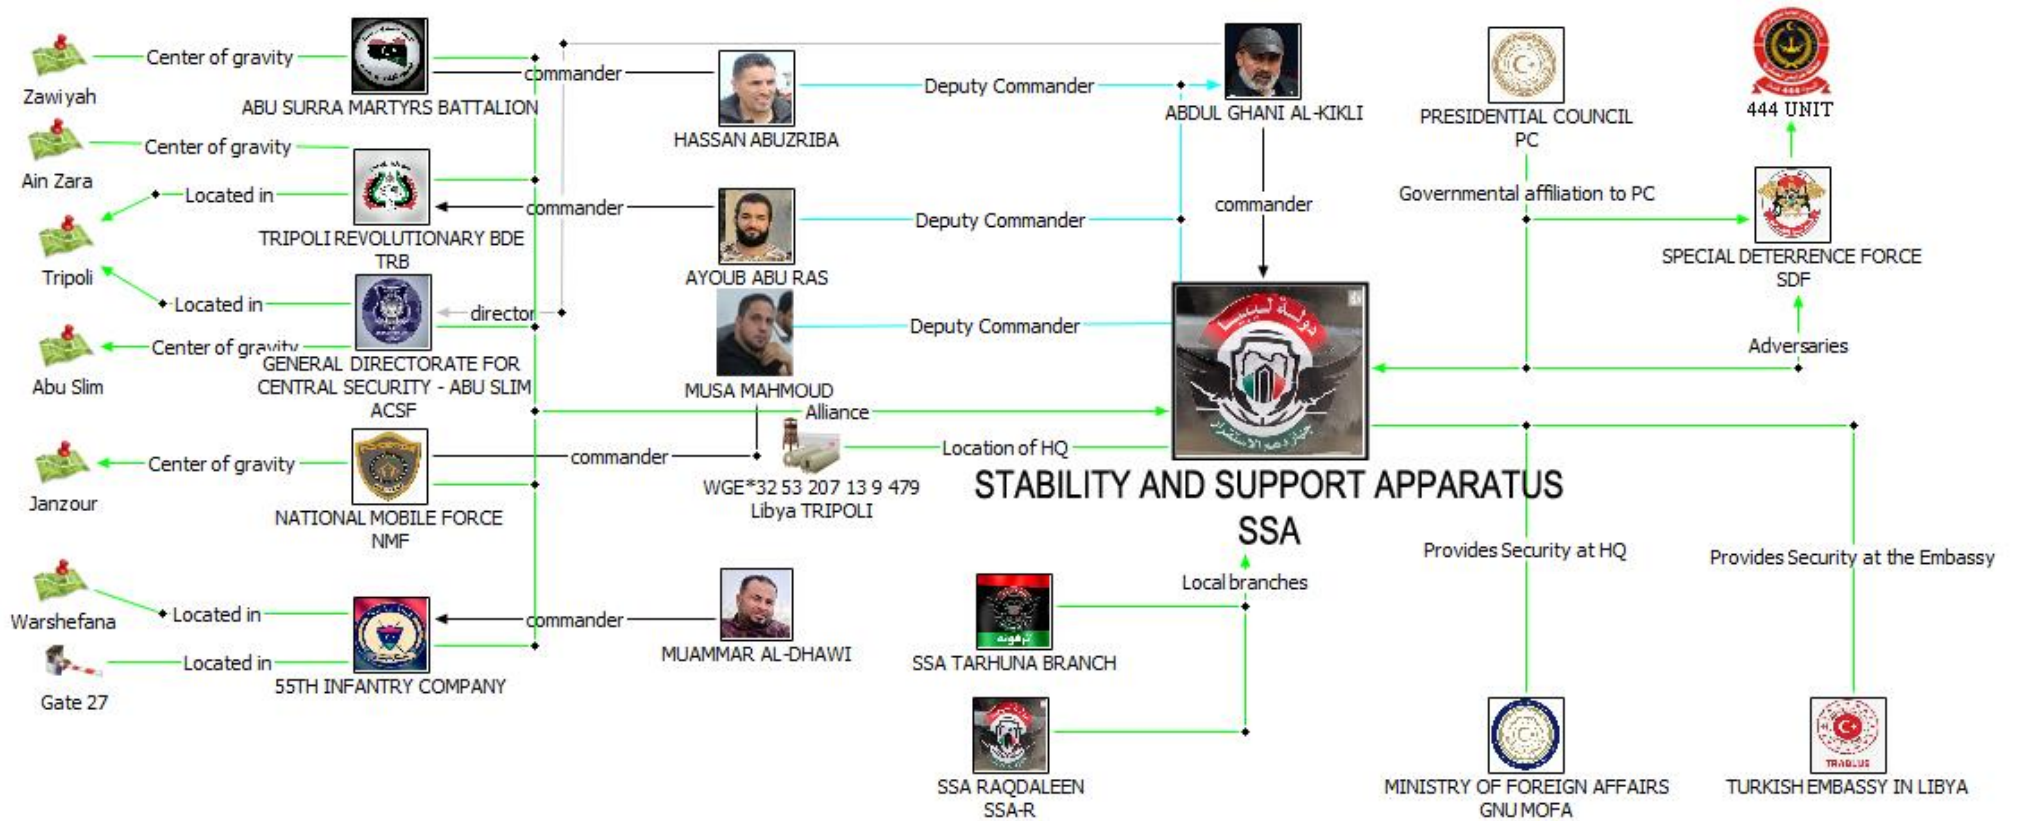 Zawiyah
Center of gravity
ABU SURRA MARTYRS BATTALION
commander
HASSAN ABUZRIBA
Deputy Commander
ABDUL GHANI AL-KIKLI
PRESIDENTIAL COUNCIL
PC
444 UNIT
Ain Zara
Center of gravity
Located in
Tripoli
TRIPOLI REVOLUTIONARY BDE
TRB
commander
AYOUB ABU RAS
Deputy Commander
commander
Governmental affiliation to PC
SPECIAL DETERRENCE FORCE
SDF
Located in
director
Abu Slim
Center of gravity
GENERAL DIRECTORATE FOR
CENTRAL SECURITY - ABU SLIM
ACSF
MUSA MAHMOUD
Deputy Commander
Adversaries
دولة ليبيا
جهاز دعم الاستقرار
Alliance
Janzour
Center of gravity
NATIONAL MOBILE FORCE
NMF
commander
Location of HQ
WGE*32 53 207 13 9 479
Libya TRIPOLI
STABILITY AND SUPPORT APPARATUS
SSA
Warshefana
Located in
Gate 27
Located in
55TH INFANTRY COMPANY
commander
MUAMMAR AL-DHAWI
Local branches
ترهونه
SSA TARHUNA BRANCH
SSA RAQDALEEN
SSA-R
Provides Security at HQ
Provides Security at the Embassy
MINISTRY OF FOREIGN AFFAIRS
GNU MOFA
TRABLUS
TURKISH EMBASSY IN LIBYA